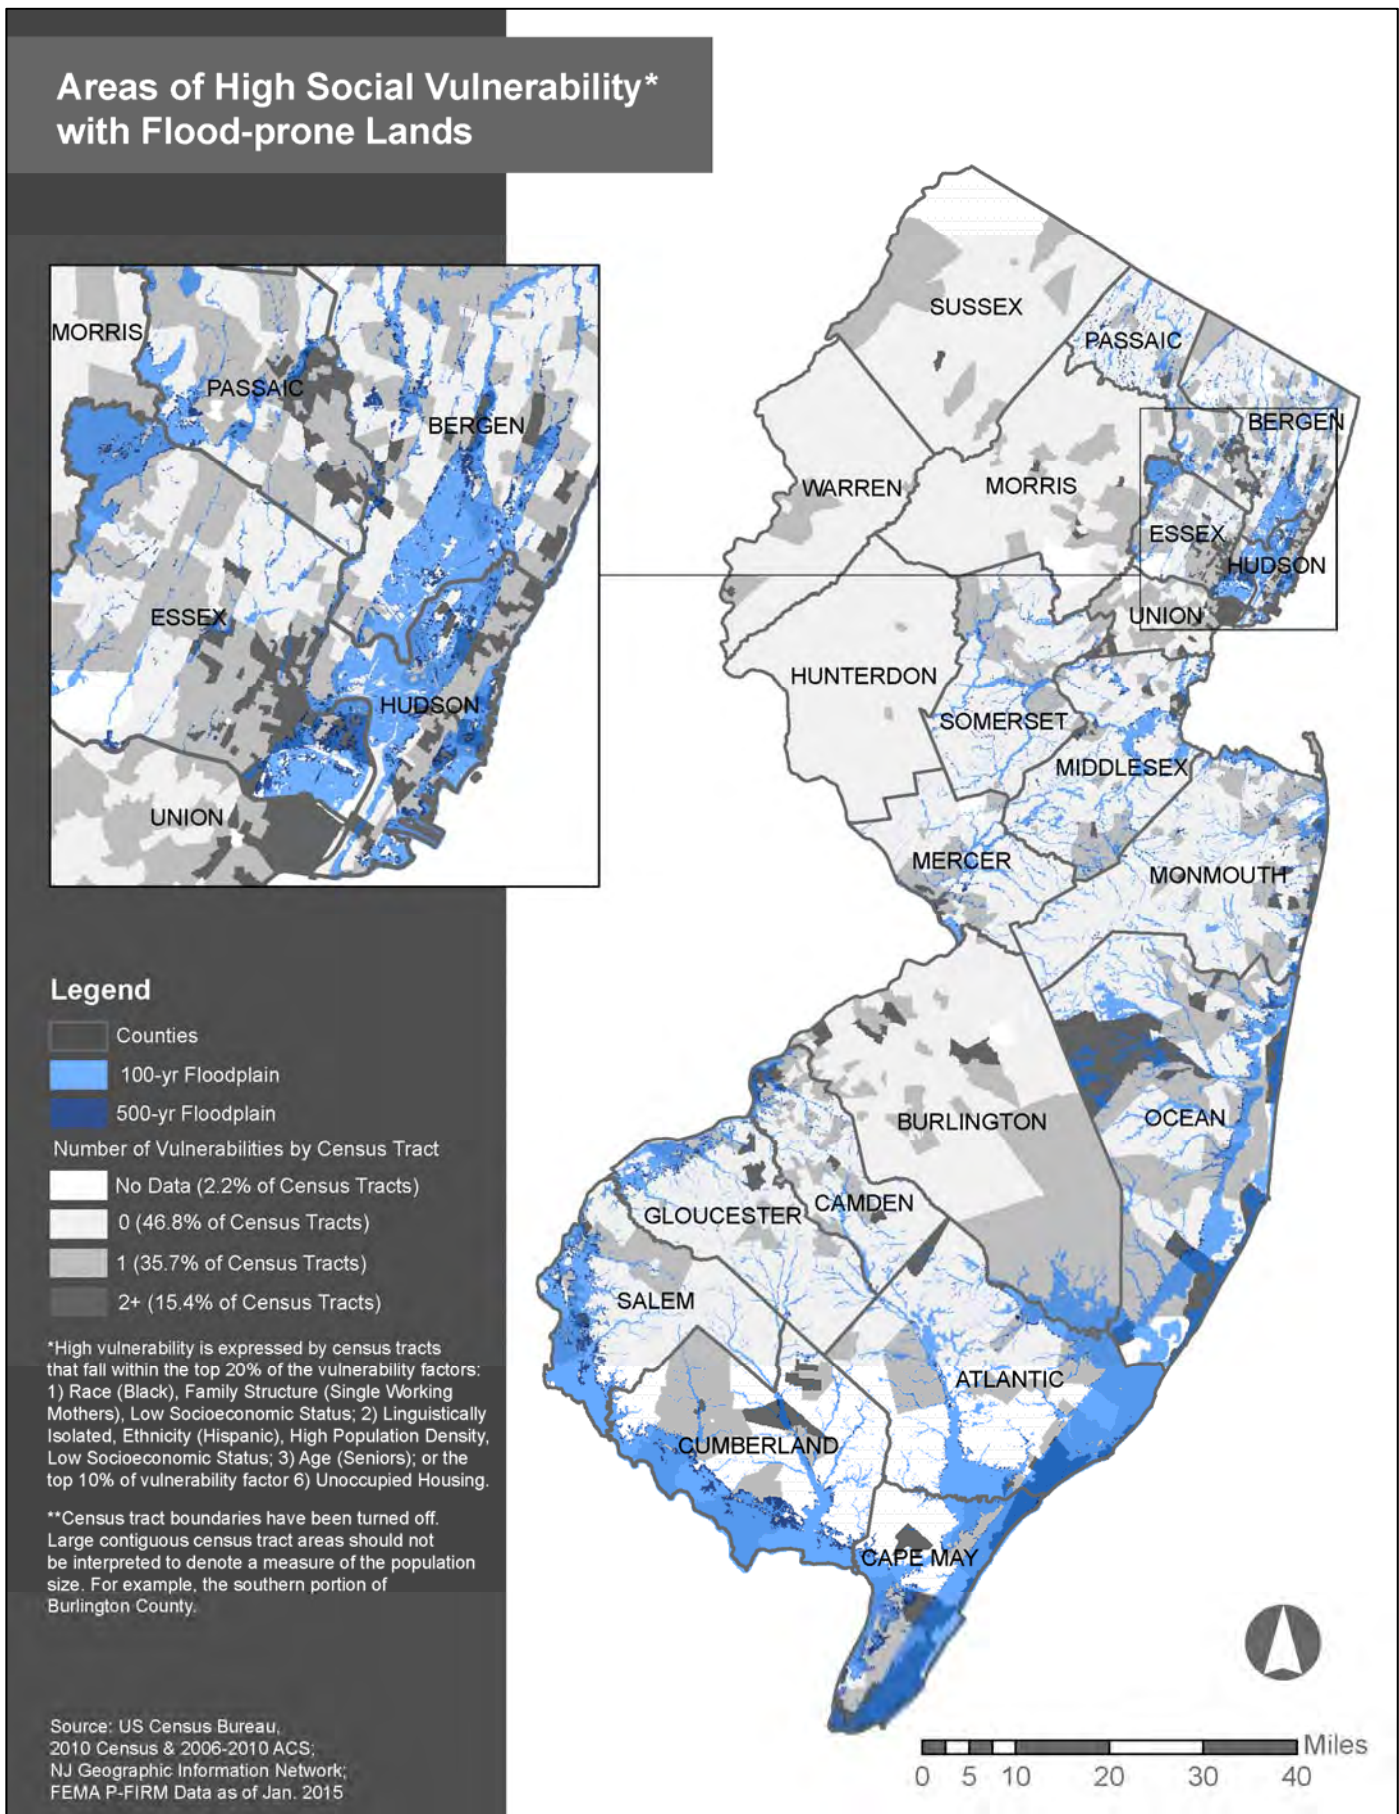 Areas of High Social Vulnerability*
with Flood-prone Lands
MORRIS
PASSAIC
BERGEN
ESSEX
HUDSON
UNION
SUSSEX
PASSAIC
BERGEN
WARREN
MORRIS
ESSEX
HUDSON
UNION
HUNTERDON
SOMERSET
MIDDLESEX
MERCER
MONMOUTH
OCEAN
BURLINGTON
CAMDEN
GLOUCESTER
SALEM
ATLANTIC
CUMBERLAND
CAPE MAY
Legend
Counties
100-yr Floodplain
500-yr Floodplain
Number of Vulnerabilities by Census Tract
No Data (2.2% of Census Tracts)
0 (46.8% of Census Tracts)
1 (35.7% of Census Tracts)
2+ (15.4% of Census Tracts)
*High vulnerability is expressed by census tracts
that fall within the top 20% of the vulnerability factors:
1) Race (Black), Family Structure (Single Working
Mothers), Low Socioeconomic Status; 2) Linguistically
Isolated, Ethnicity (Hispanic), High Population Density,
Low Socioeconomic Status; 3) Age (Seniors); or the
top 10% of vulnerability factor 6) Unoccupied Housing.
**Census tract boundaries have been turned off.
Large contiguous census tract areas should not
be interpreted to denote a measure of the population
size. For example, the southern portion of
Burlington County.
Source: US Census Bureau,
2010 Census & 2006-2010 ACS;
NJ Geographic Information Network;
FEMA P-FIRM Data as of Jan. 2015
Miles
0 5 10 20 30 40